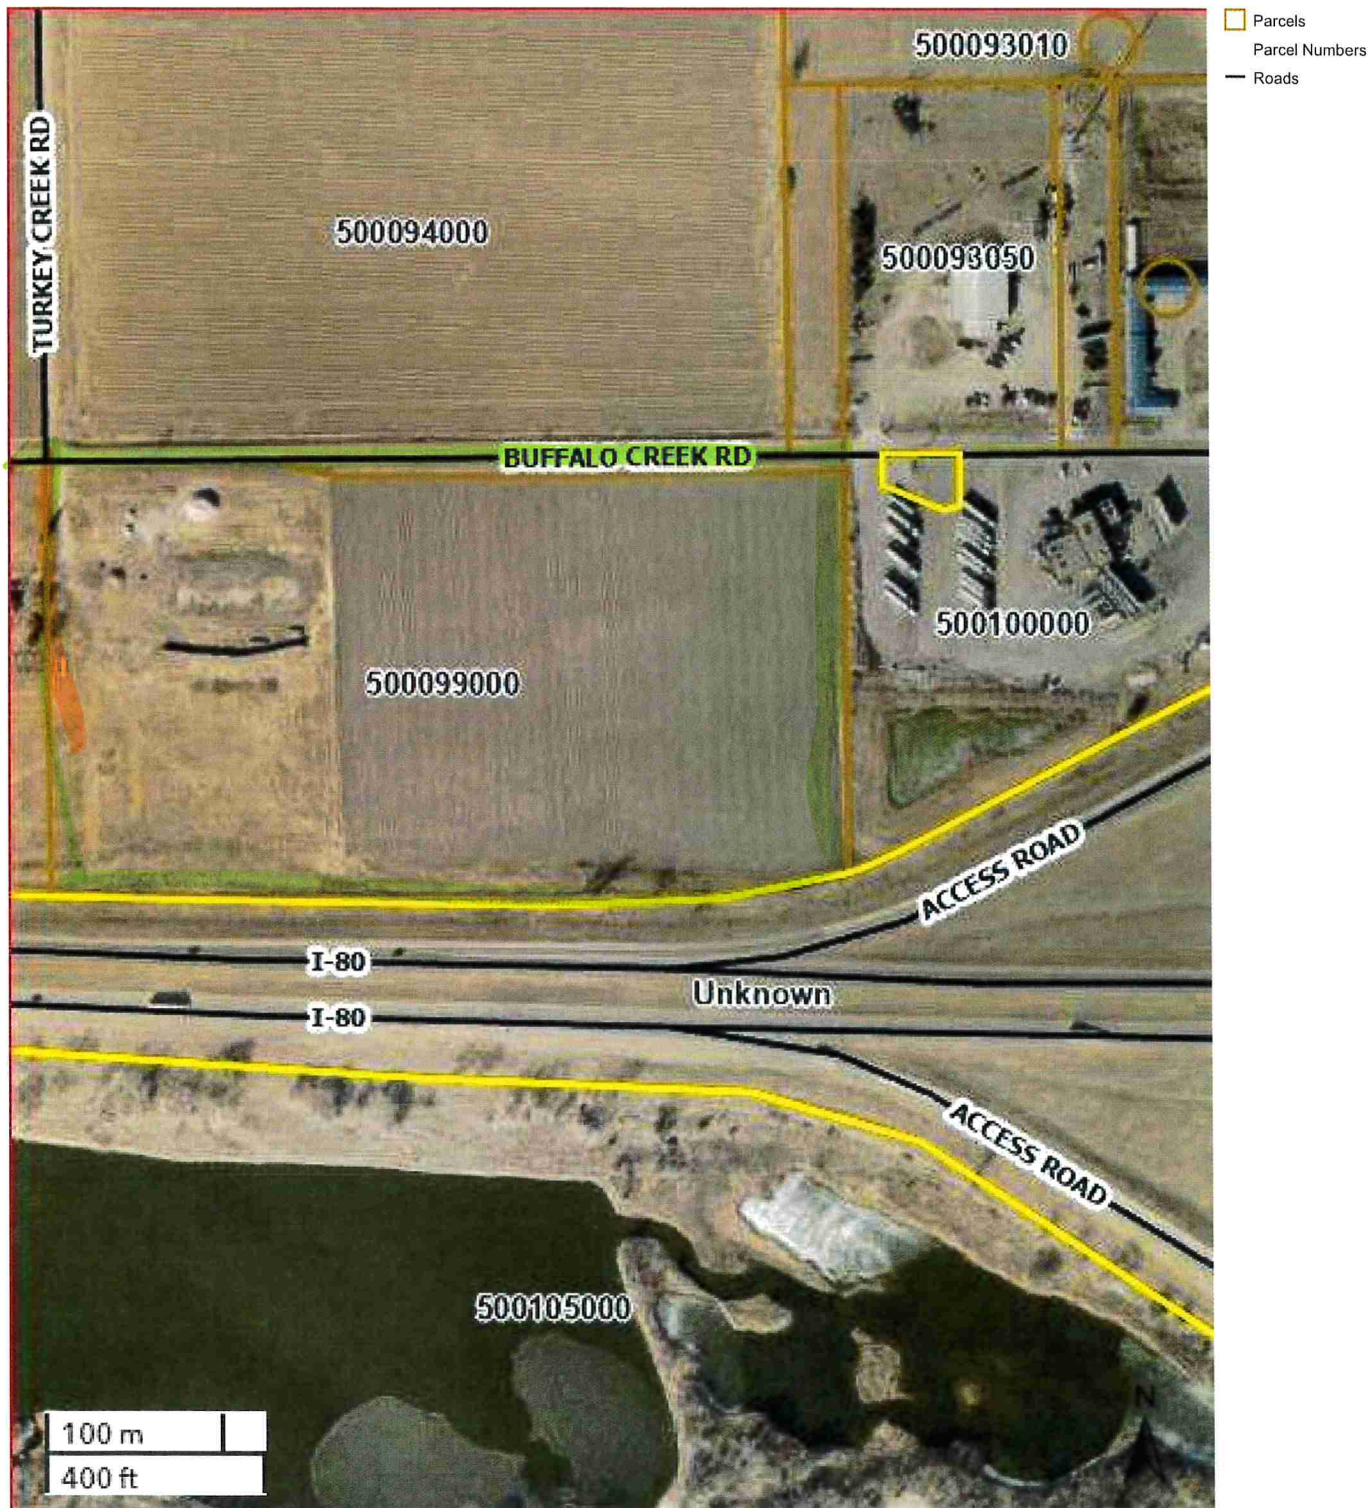 Parcels
Parcel Numbers
Roads
500093010
TURKEY CREEK RD
500094000
500093050
BUFFALO CREEK RD
500100000
500099000
ACCESS ROAD
I-80
Unknown
I-80
ACCESS ROAD
500105000
N
100 m
400 ft